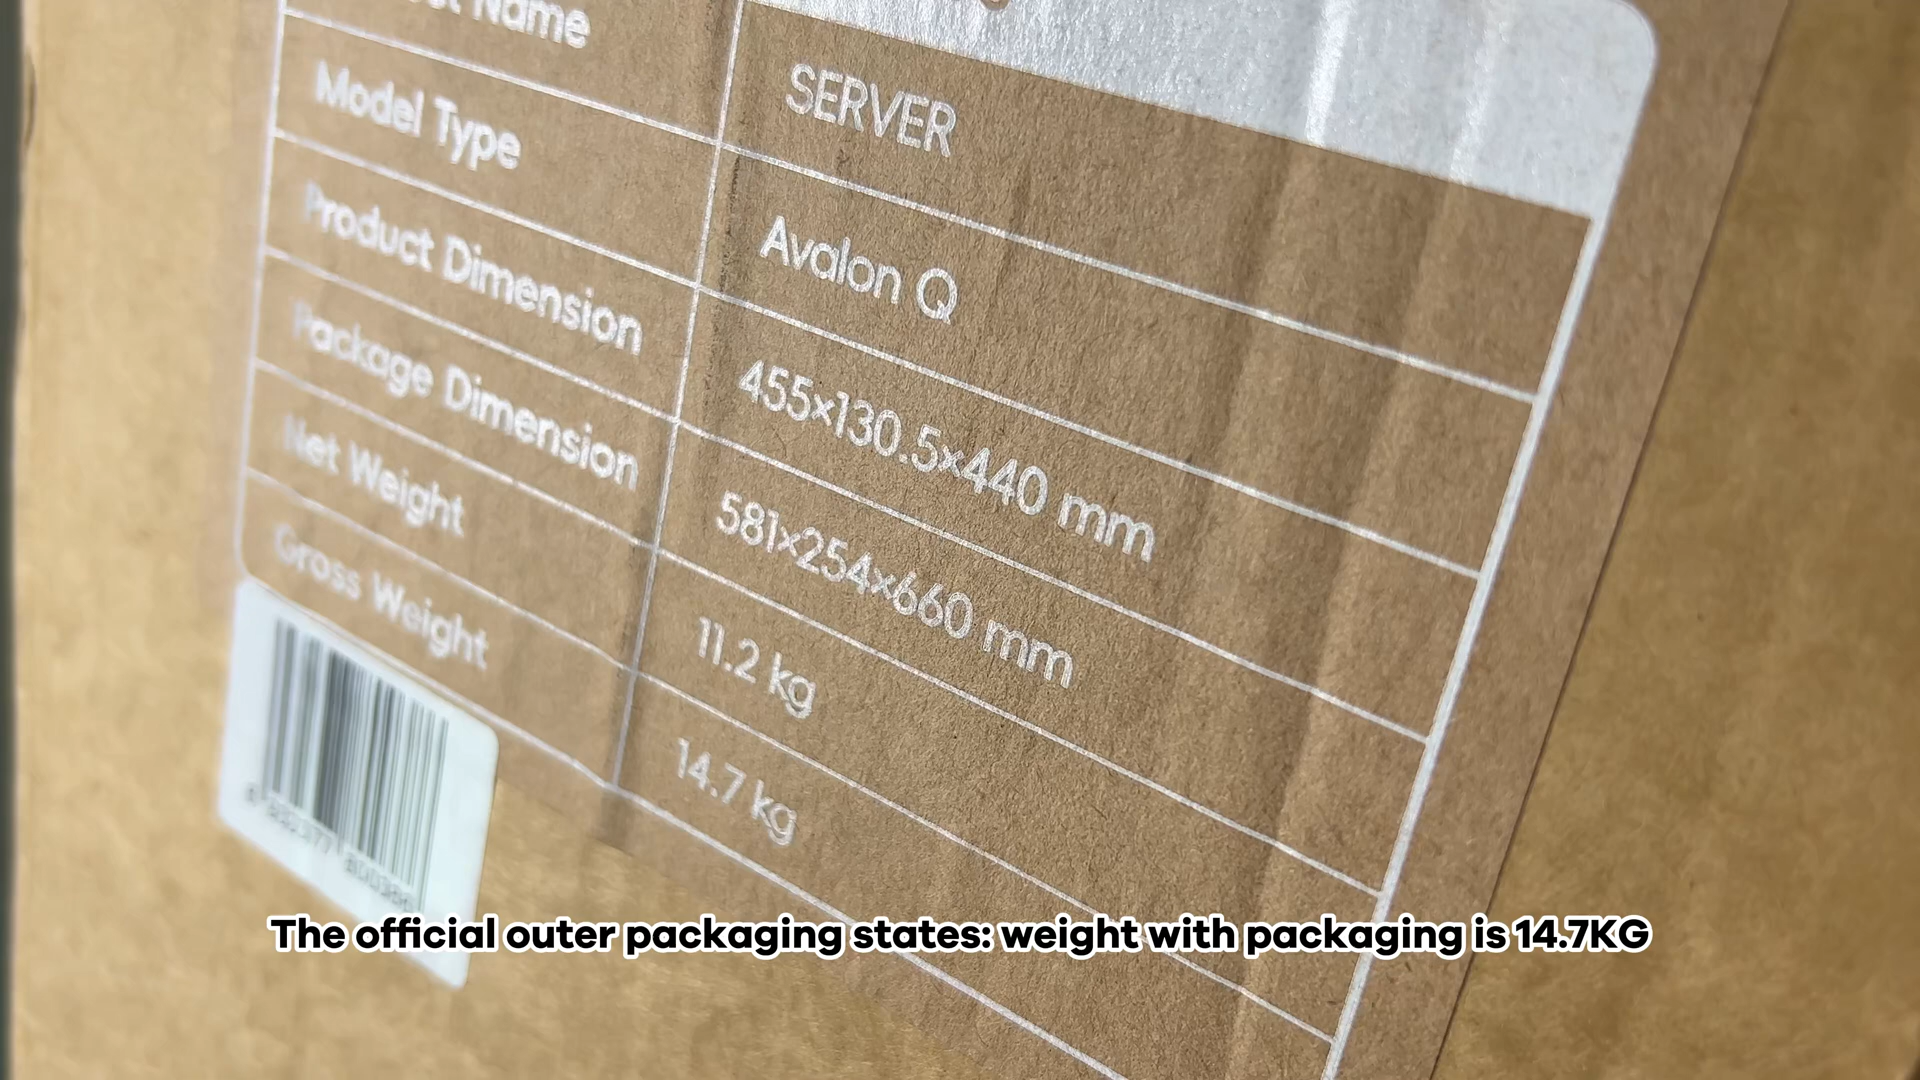 Name
SERVER
Model Type
Avalon Q
Product Dimension
455×130.5×440 mm
Package Dimension
581×254×660 mm
Net Weight
11.2 kg
Gross Weight
14.7 kg
The official outer packaging states: weight with packaging is 14.7KG